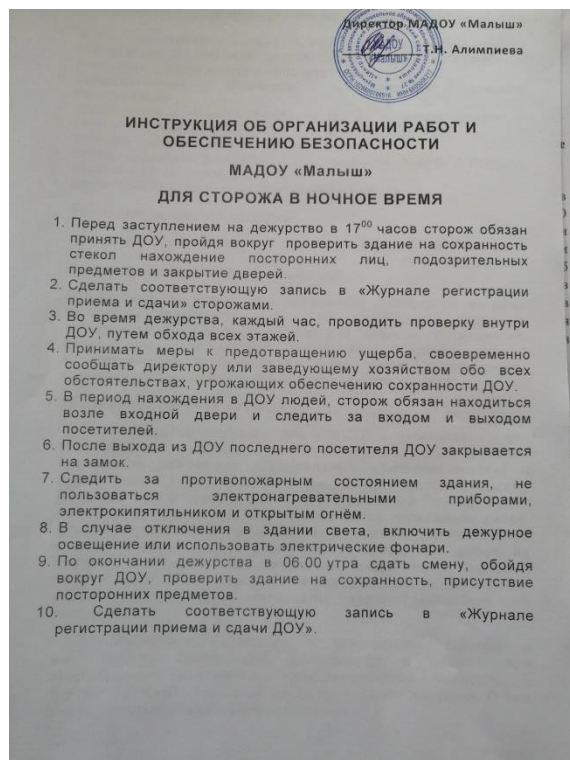 Директор МАДОУ «Малыш»
МАДОУ
«Малыш»
Т.Н. Алимпиева
ИНСТРУКЦИЯ ОБ ОРГАНИЗАЦИИ РАБОТ И
ОБЕСПЕЧЕНИЮ БЕЗОПАСНОСТИ
МАДОУ «Малыш»
ДЛЯ СТОРОЖА В НОЧНОЕ ВРЕМЯ
1. Перед заступлением на дежурство в 17⁰⁰ часов сторож обязан
принять ДОУ, пройдя вокруг проверить здание на сохранность
стекол нахождение посторонних лиц, подозрительных
предметов и закрытие дверей.
2. Сделать соответствующую запись в «Журнале регистрации
приема и сдачи» сторожами.
3. Во время дежурства, каждый час, проводить проверку внутри
ДОУ, путем обхода всех этажей.
4. Принимать меры к предотвращению ущерба, своевременно
сообщать директору или заведующему хозяйством обо всех
обстоятельствах, угрожающих обеспечению сохранности ДОУ.
5. В период нахождения в ДОУ людей, сторож обязан находиться
возле входной двери и следить за входом и выходом
посетителей.
6. После выхода из ДОУ последнего посетителя ДОУ закрывается
на замок.
7. Следить за противопожарным состоянием здания, не
пользоваться электронагревательными приборами,
электрокипятильником и открытым огнём.
8. В случае отключения в здании света, включить дежурное
освещение или использовать электрические фонари.
9. По окончании дежурства в 06.00 утра сдать смену, обойдя
вокруг ДОУ, проверить здание на сохранность, присутствие
посторонних предметов.
10. Сделать соответствующую запись в «Журнале
регистрации приема и сдачи ДОУ».